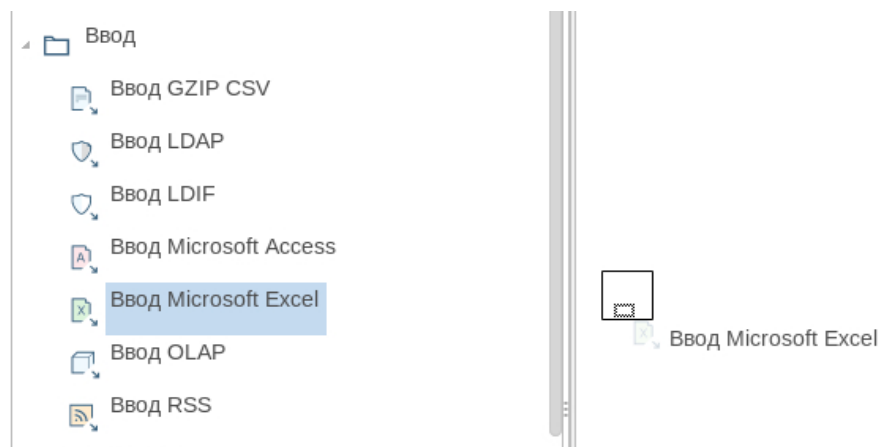 Ввод
Ввод GZIP CSV
Ввод LDAP
Ввод LDIF
Ввод Microsoft Access
Ввод Microsoft Excel
Ввод OLAP
Ввод RSS
Ввод Microsoft Excel